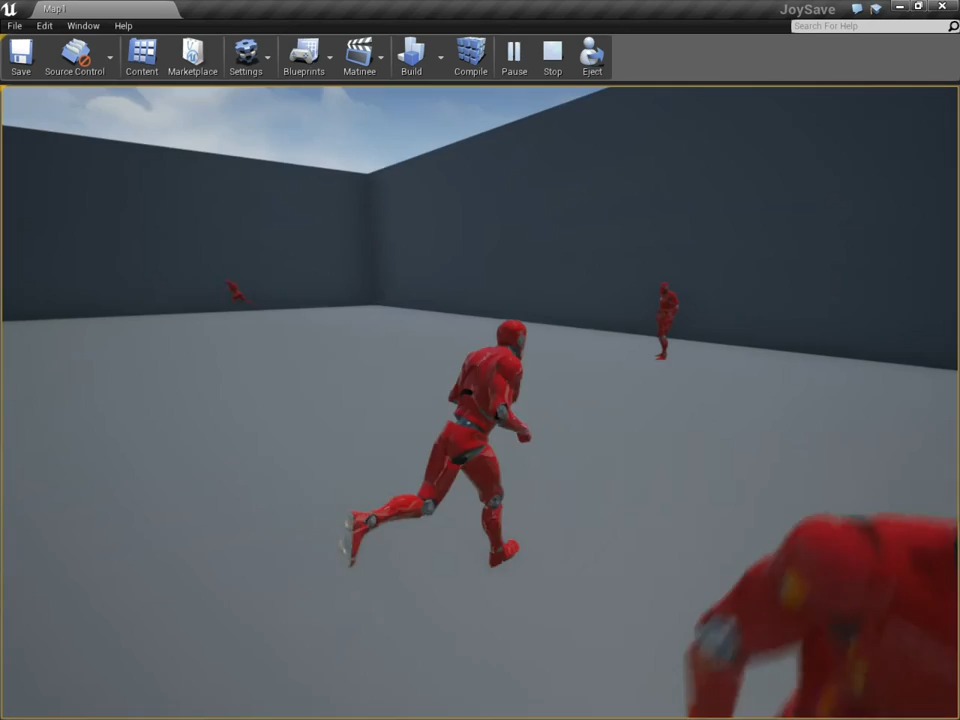 Map1
JoySave
File Edit Window Help
Search For Help
Save Source Control Content Marketplace Settings Blueprints Matinee Build Compile Pause Stop Eject